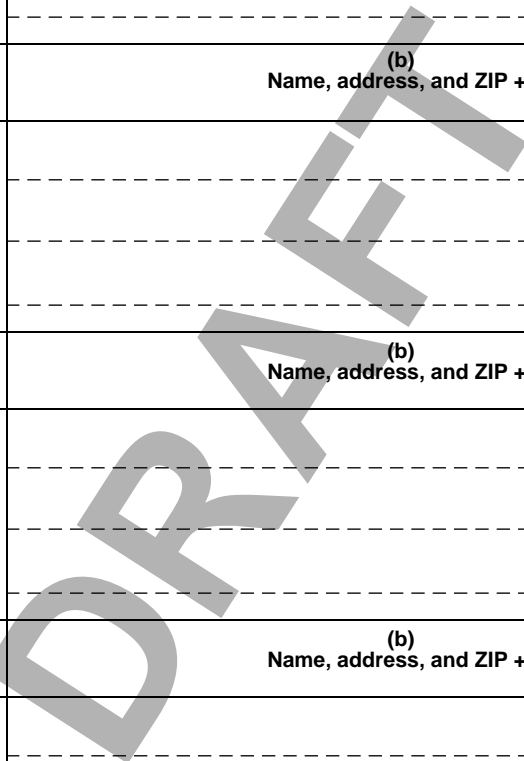 (b)
Name, address, and ZIP +
(b)
Name, address, and ZIP +
(b)
Name, address, and ZIP +
DRAFT